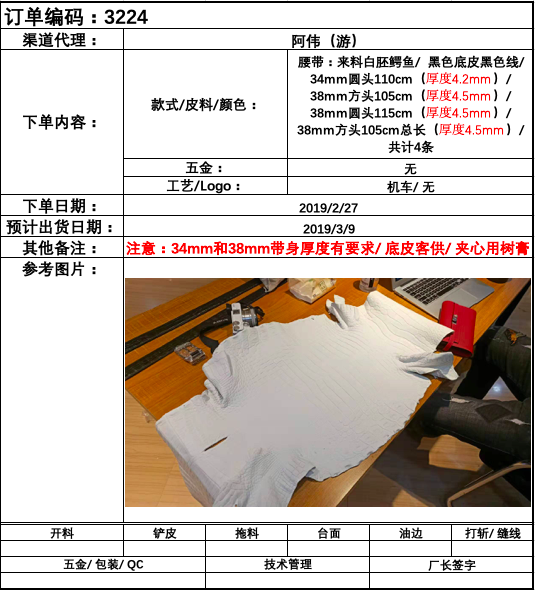 订单编码：3224
渠道代理：
阿伟（游）
下单内容：
款式/皮料/颜色：
腰带：来料白胚鳄鱼/ 黑色底皮黑色线/
34mm圆头110cm（厚度4.2mm）/
38mm方头105cm（厚度4.5mm）/
38mm圆头115cm（厚度4.5mm）/
38mm方头105cm总长（厚度4.5mm）/
共计4条
五金：
无
工艺/Logo：
机车/ 无
下单日期：
2019/2/27
预计出货日期：
2019/3/9
其他备注：
注意：34mm和38mm带身厚度有要求/ 底皮客供/ 夹心用树膏
参考图片：
开料
铲皮
拖料
台面
油边
打斩/ 缝线
五金/ 包装/ QC
技术管理
厂长签字